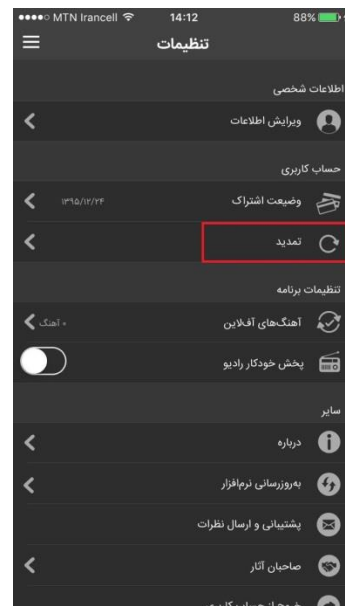 MTN Irancell 14:12 88%
تنظیمات
اطلاعات شخصی
ویرایش اطلاعات
حساب کاربری
وضعیت اشتراک ۱۳۹۵/۱۲/۲۴
تمدید
تنظیمات برنامه
آهنگ‌های آفلاین ۰ آهنگ
پخش خودکار رادیو
سایر
درباره
به‌روزرسانی نرم‌افزار
پشتیبانی و ارسال نظرات
صاحبان آثار